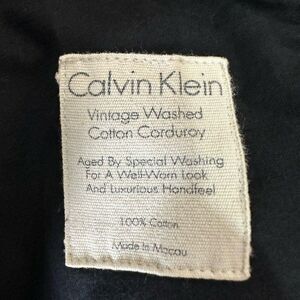 Calvin Klein
Vintage Washed
Cotton Corduroy
Aged By Special Washing
For A Well-Worn Look
And Luxurious Handfeel
100% Cotton
Made In Macau